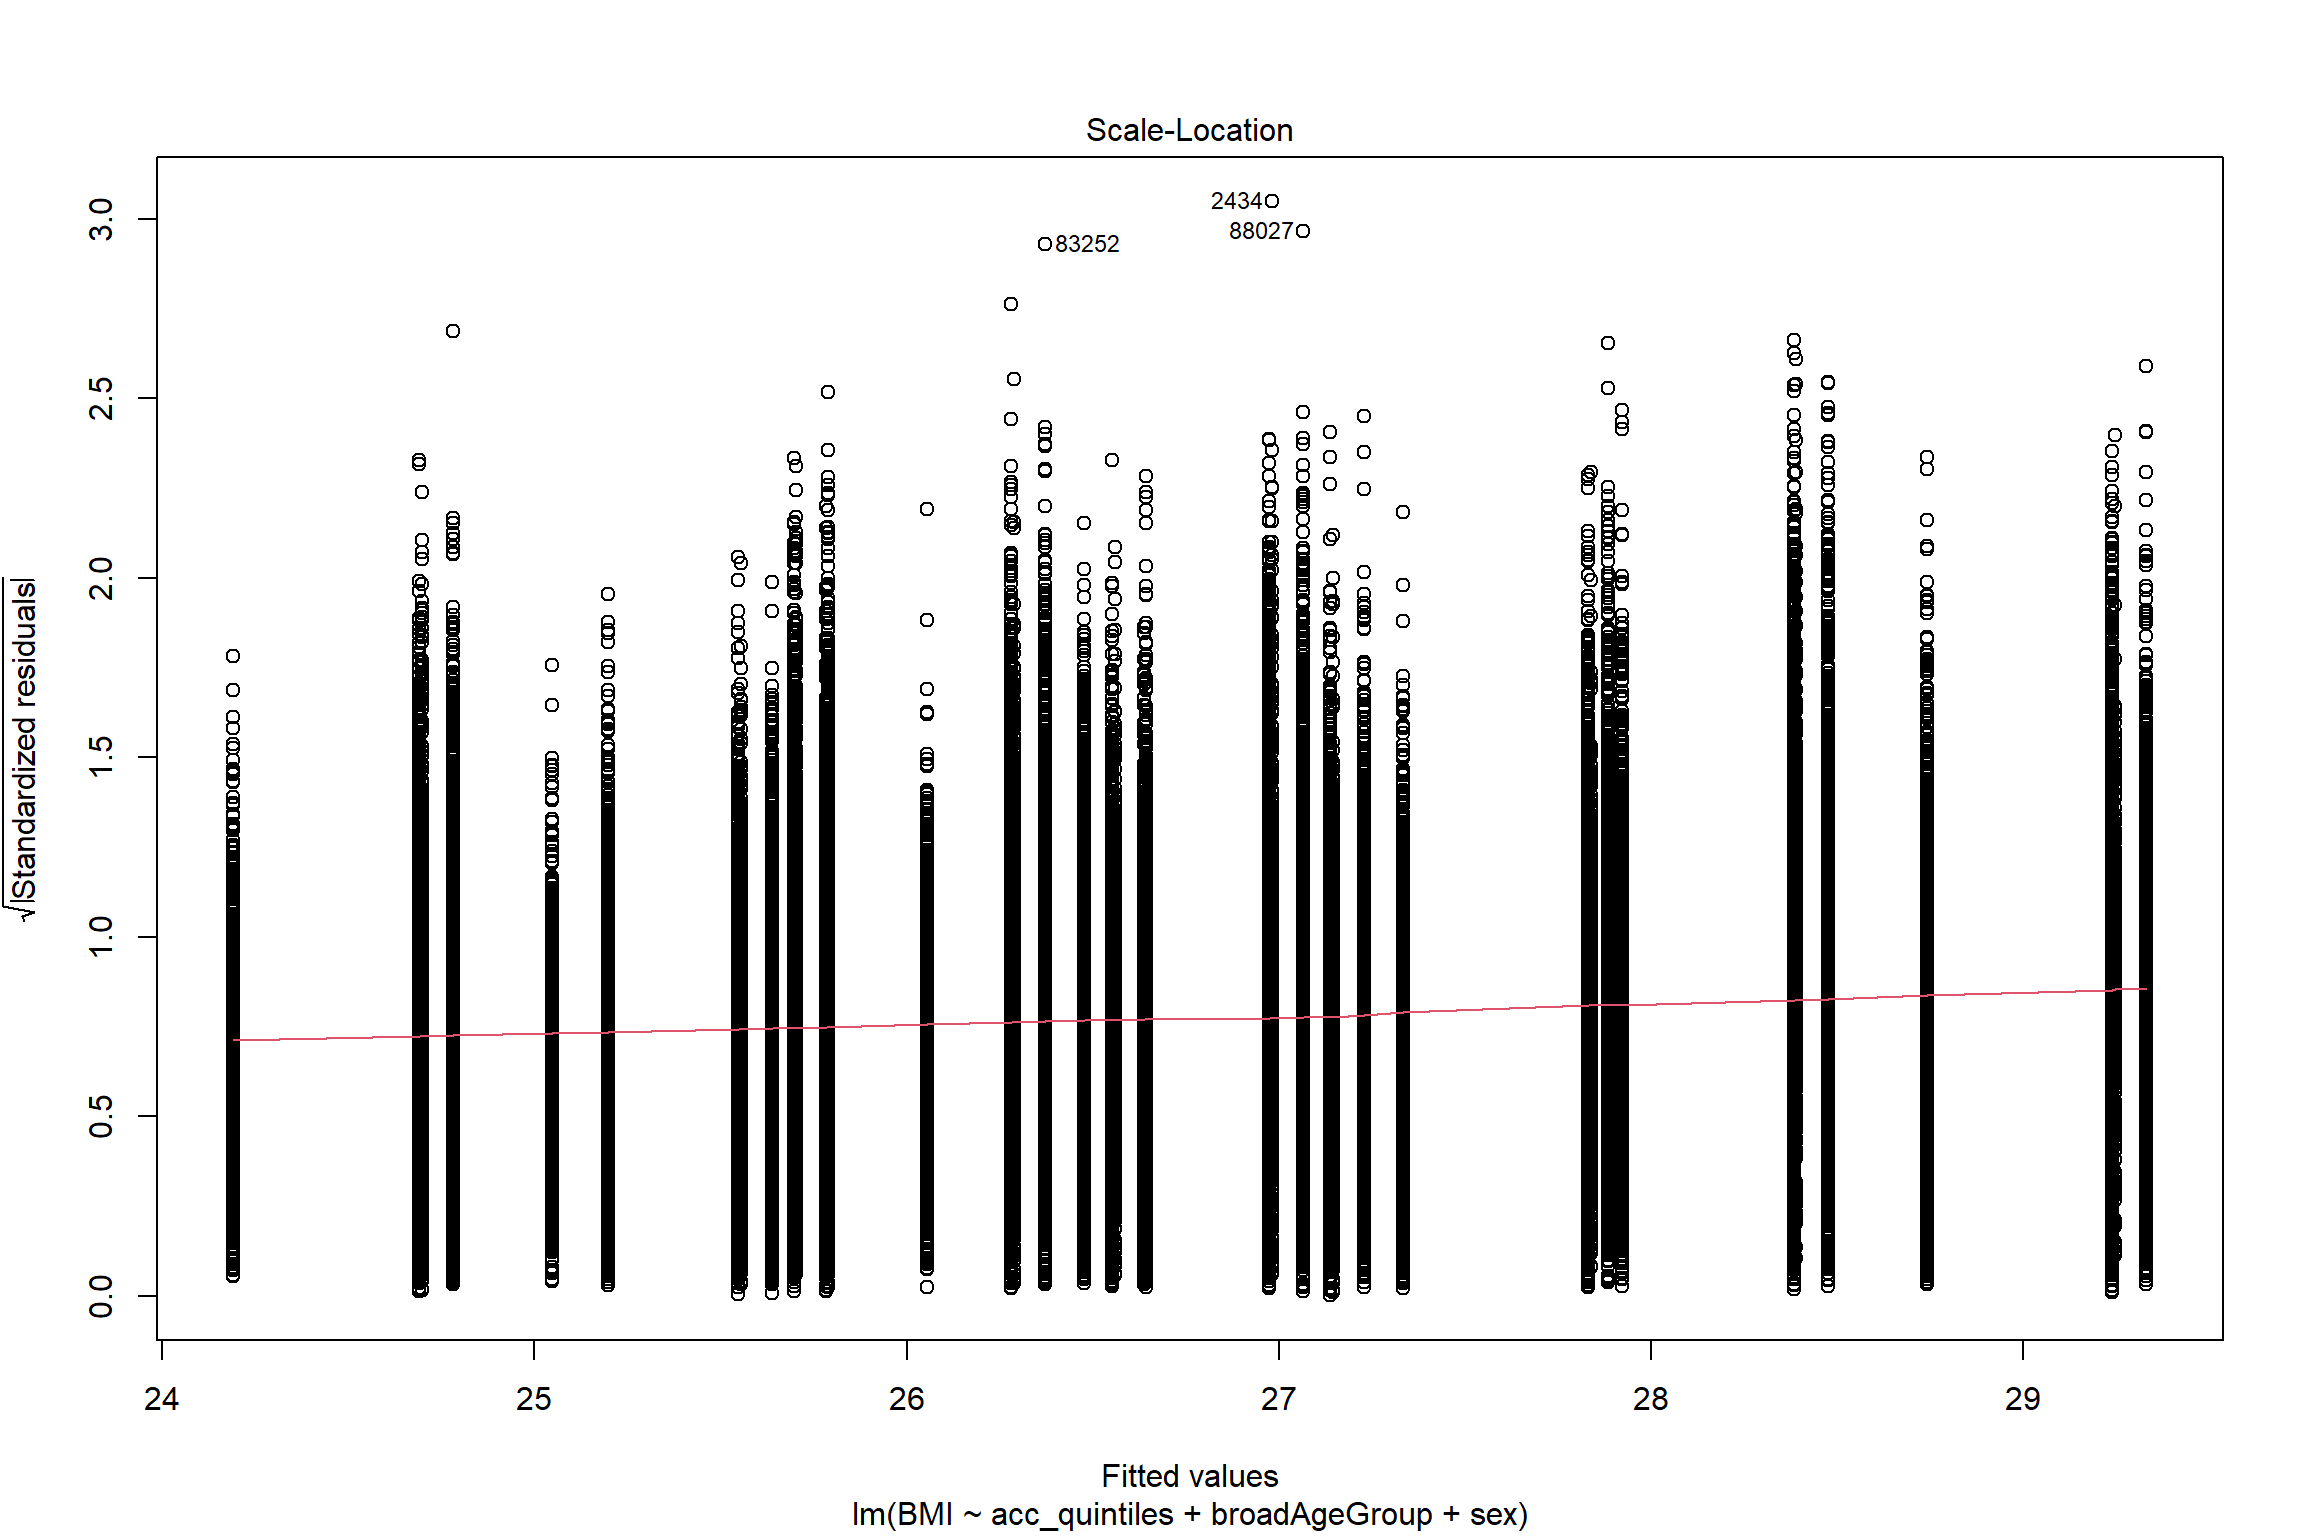 Scale-Location
√|Standardized residuals|
3.0
2.5
2.0
1.5
1.0
0.5
0.0
2434
88027
83252
24 25 26 27 28 29
Fitted values
lm(BMI ~ acc_quintiles + broadAgeGroup + sex)